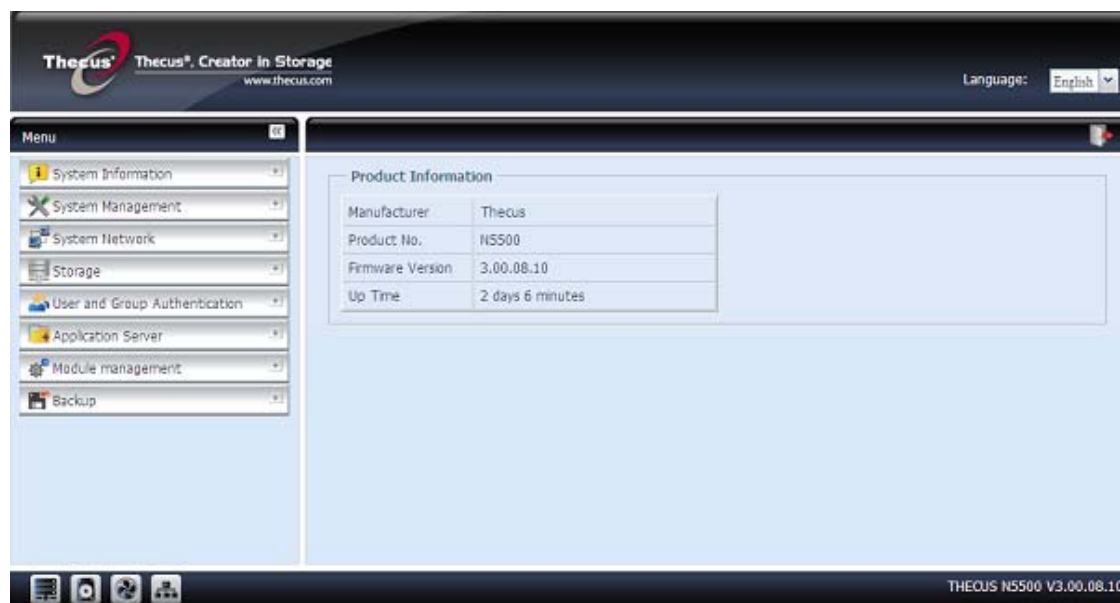 Thecus®
Thecus®, Creator in Storage
www.thecus.com
Language: English
Menu
System Information
System Management
System Network
Storage
User and Group Authentication
Application Server
Module management
Backup
Product Information
Manufacturer Thecus
Product No. N5500
Firmware Version 3.00.08.10
Up Time 2 days 6 minutes
THECUS N5500 V3.00.08.10